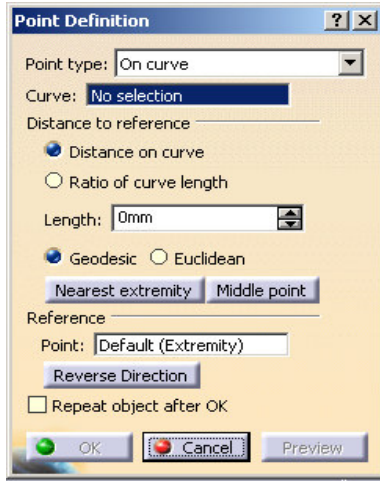 Point Definition ? X
Point type: On curve
Curve: No selection
Distance to reference
Distance on curve
Ratio of curve length
Length: 0mm
Geodesic Euclidean
Nearest extremity Middle point
Reference
Point: Default (Extremity)
Reverse Direction
Repeat object after OK
OK Cancel Preview